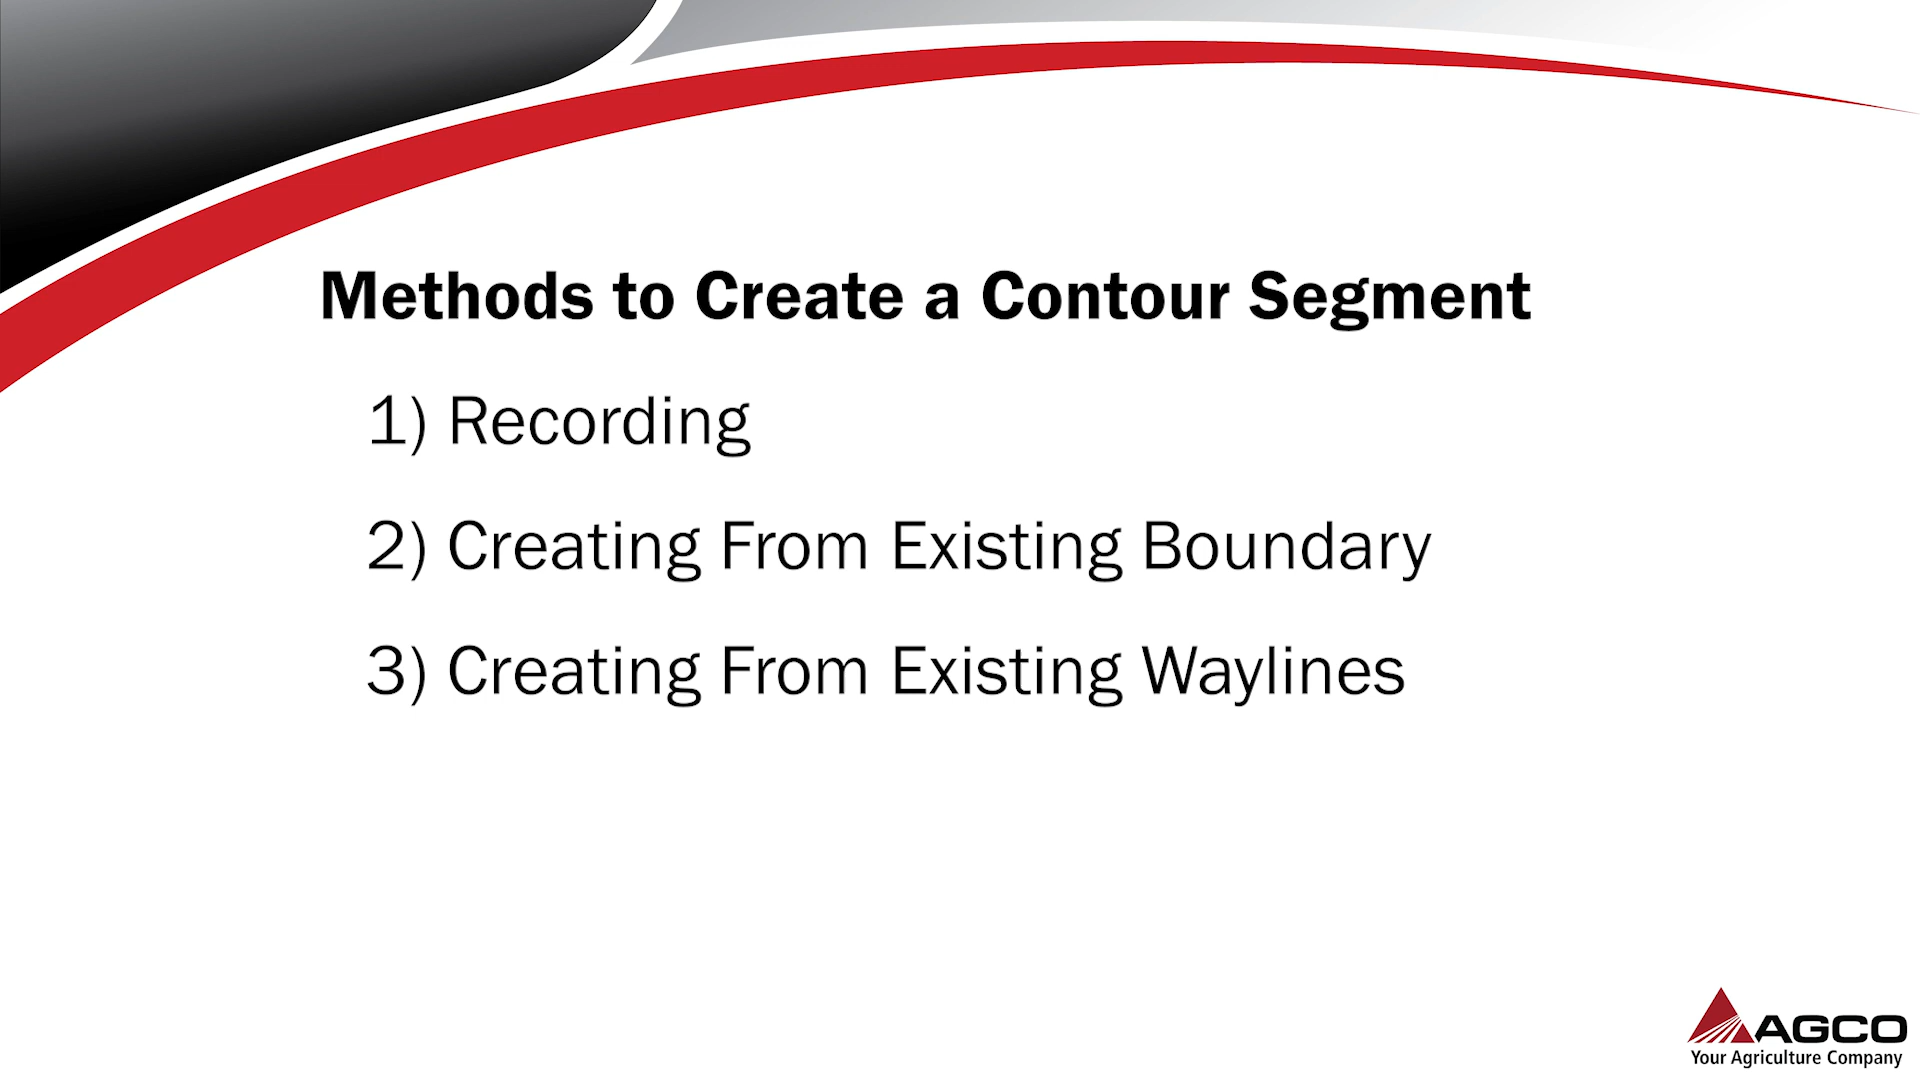 Methods to Create a Contour Segment
1) Recording
2) Creating From Existing Boundary
3) Creating From Existing Waylines
AGCO
Your Agriculture Company